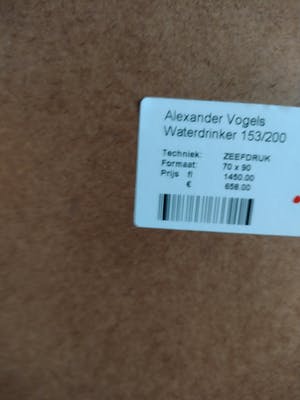 Alexander Vogels
Waterdrinker 153/200
Techniek: ZEEFDRUK
Formaat: 70 x 90
Prijs fl 1450.00
€ 658.00